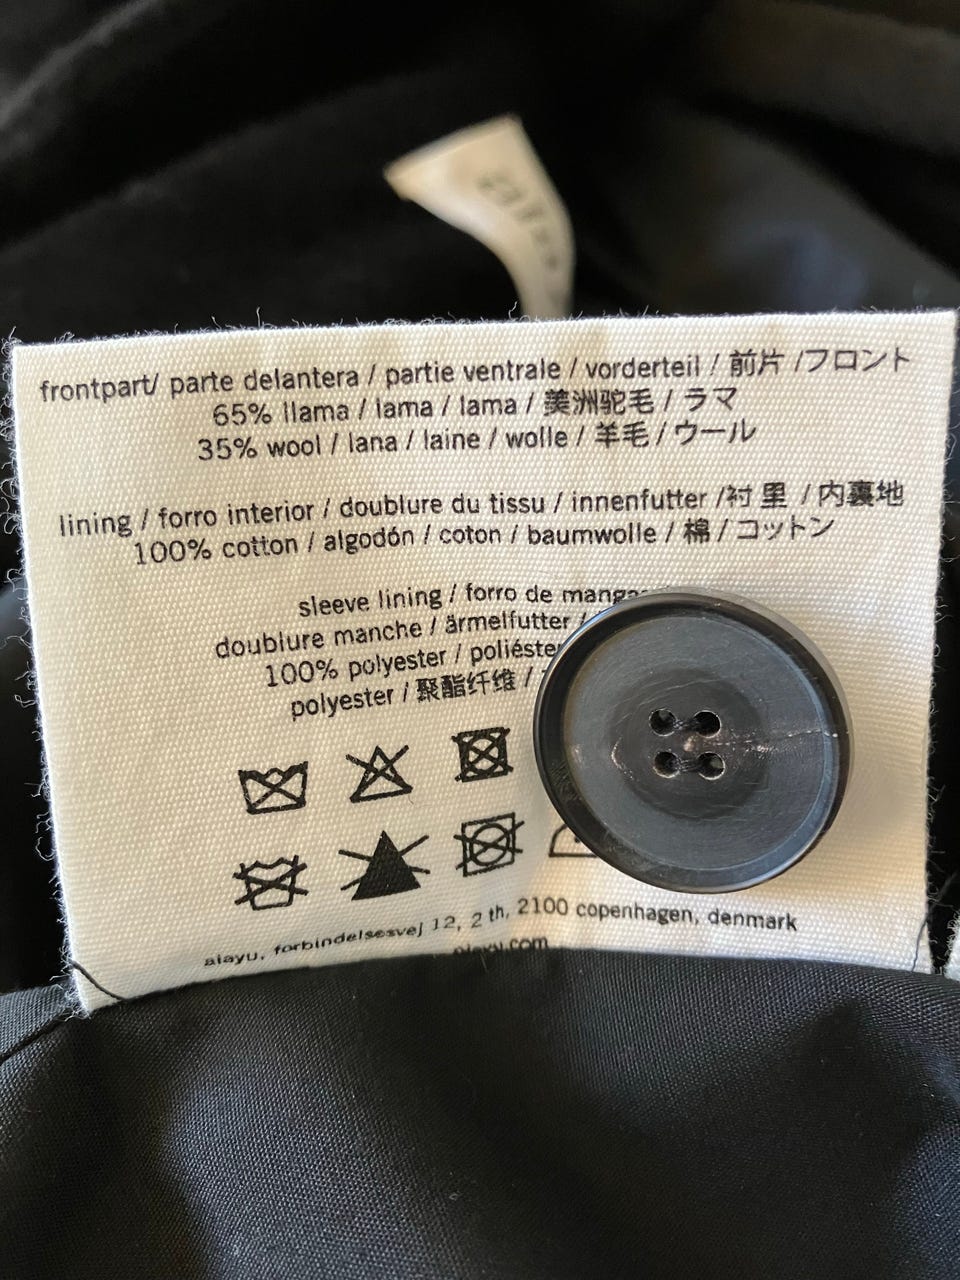 frontpart/ parte delantera / partie ventrale / vorderteil / 前片 /フロント
65% llama / lama / lama / 美洲驼毛 / ラマ
35% wool / lana / laine / wolle / 羊毛 / ウール
lining / forro interior / doublure du tissu / innenfutter /衬 里 / 内裏地
100% cotton / algodón / coton / baumwolle / 棉 / コットン
sleeve lining / forro de mangas
doublure manche / ärmelfutter /
100% polyester / poliéster
polyester / 聚酯纤维 /
aiayu, forbindelsesvej 12, 2 th, 2100 copenhagen, denmark
aiayu.com